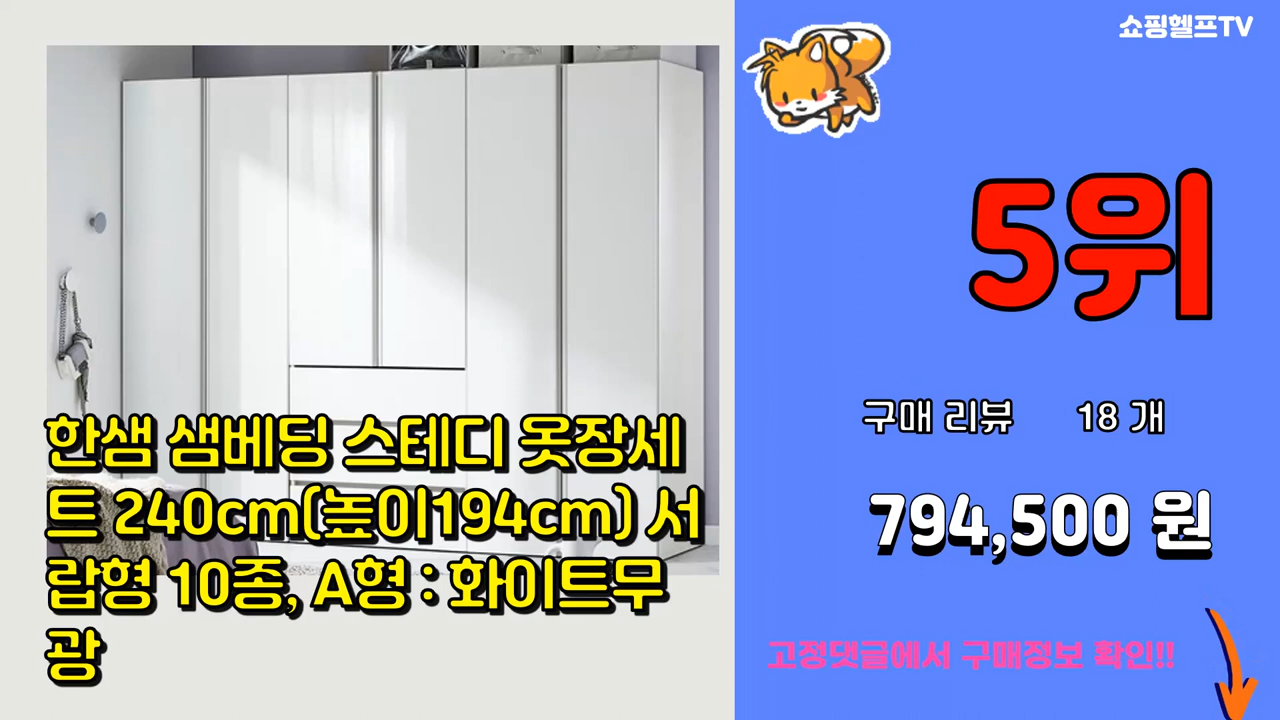 쇼핑헬프TV
5위
구매 리뷰 18 개
794,500 원
한샘 샘베딩 스테디 옷장세
트 240cm(높이194cm) 서
랍형 10종, A형 : 화이트무
광
고정댓글에서 구매정보 확인!!